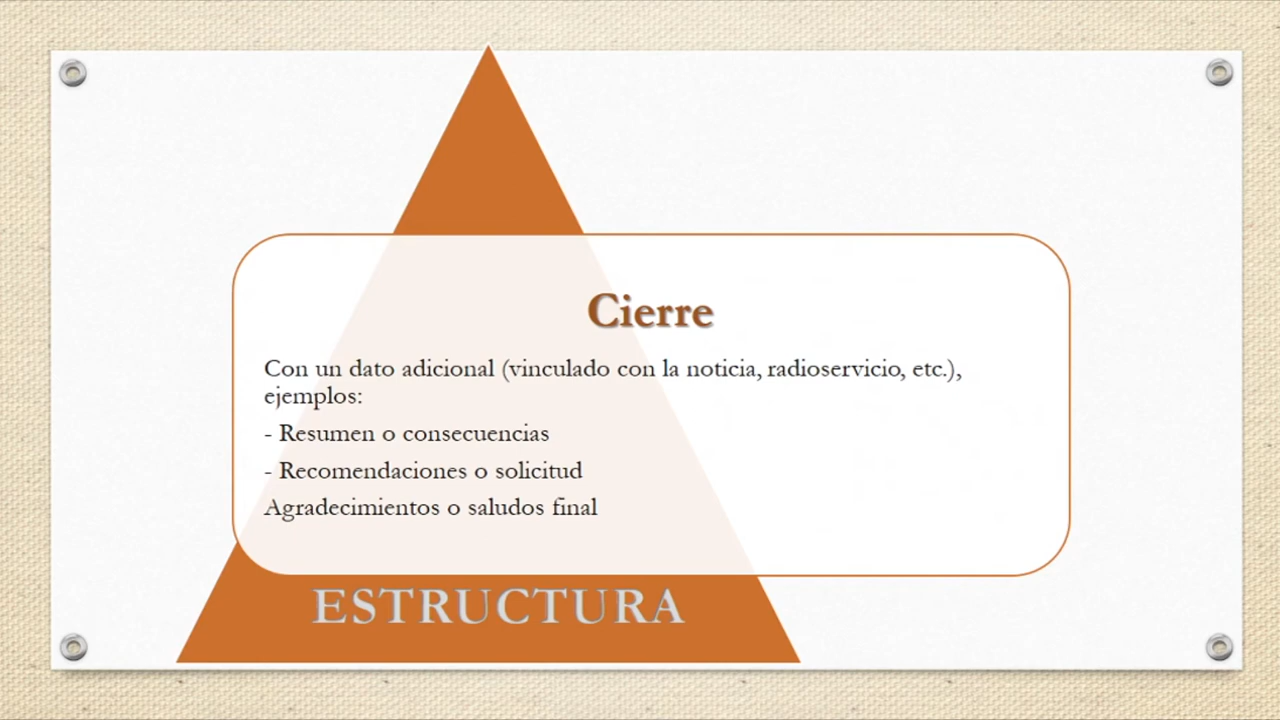 Cierre
Con un dato adicional (vinculado con la noticia, radioservicio, etc.),
ejemplos:
- Resumen o consecuencias
- Recomendaciones o solicitud
Agradecimientos o saludos final
ESTRUCTURA